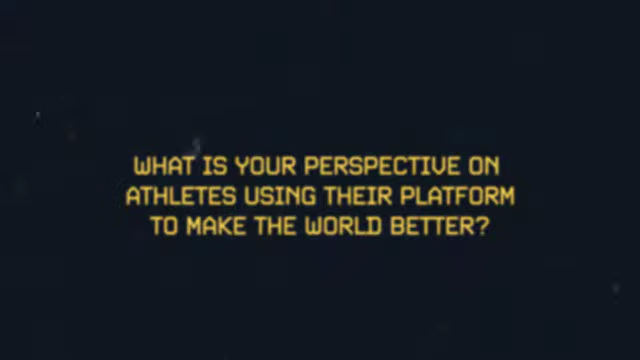 WHAT IS YOUR PERSPECTIVE ON
ATHLETES USING THEIR PLATFORM
TO MAKE THE WORLD BETTER?